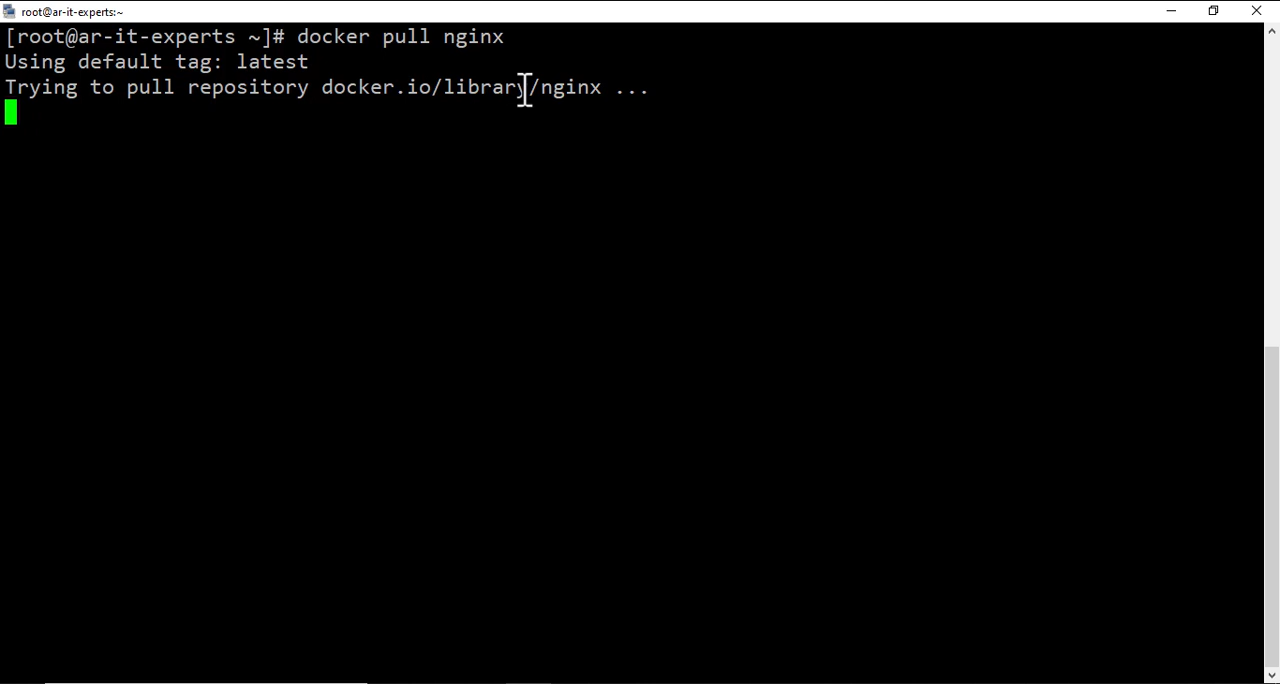 root@ar-it-experts:~
[root@ar-it-experts ~]# docker pull nginx
Using default tag: latest
Trying to pull repository docker.io/library/nginx ...